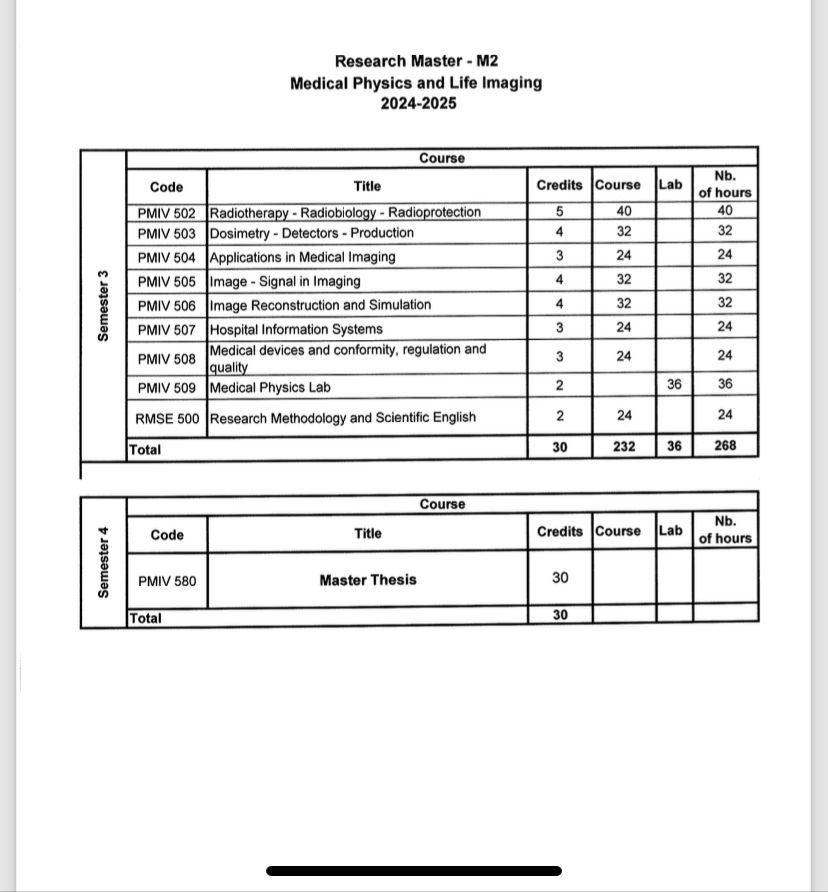 Research Master - M2
Medical Physics and Life Imaging
2024-2025
Semester 3
Course
Code Title Credits Course Lab Nb. of hours
PMIV 502 Radiotherapy - Radiobiology - Radioprotection 5 40 40
PMIV 503 Dosimetry - Detectors - Production 4 32 32
PMIV 504 Applications in Medical Imaging 3 24 24
PMIV 505 Image - Signal in Imaging 4 32 32
PMIV 506 Image Reconstruction and Simulation 4 32 32
PMIV 507 Hospital Information Systems 3 24 24
PMIV 508 Medical devices and conformity, regulation and quality 3 24 24
PMIV 509 Medical Physics Lab 2 36 36
RMSE 500 Research Methodology and Scientific English 2 24 24
Total 30 232 36 268
Semester 4
Course
Code Title Credits Course Lab Nb. of hours
PMIV 580 Master Thesis 30
Total 30